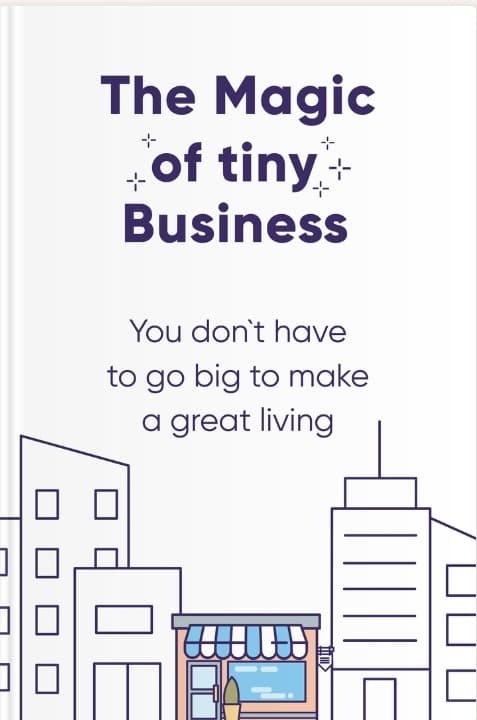 The Magic
of tiny
Business
You don`t have
to go big to make
a great living